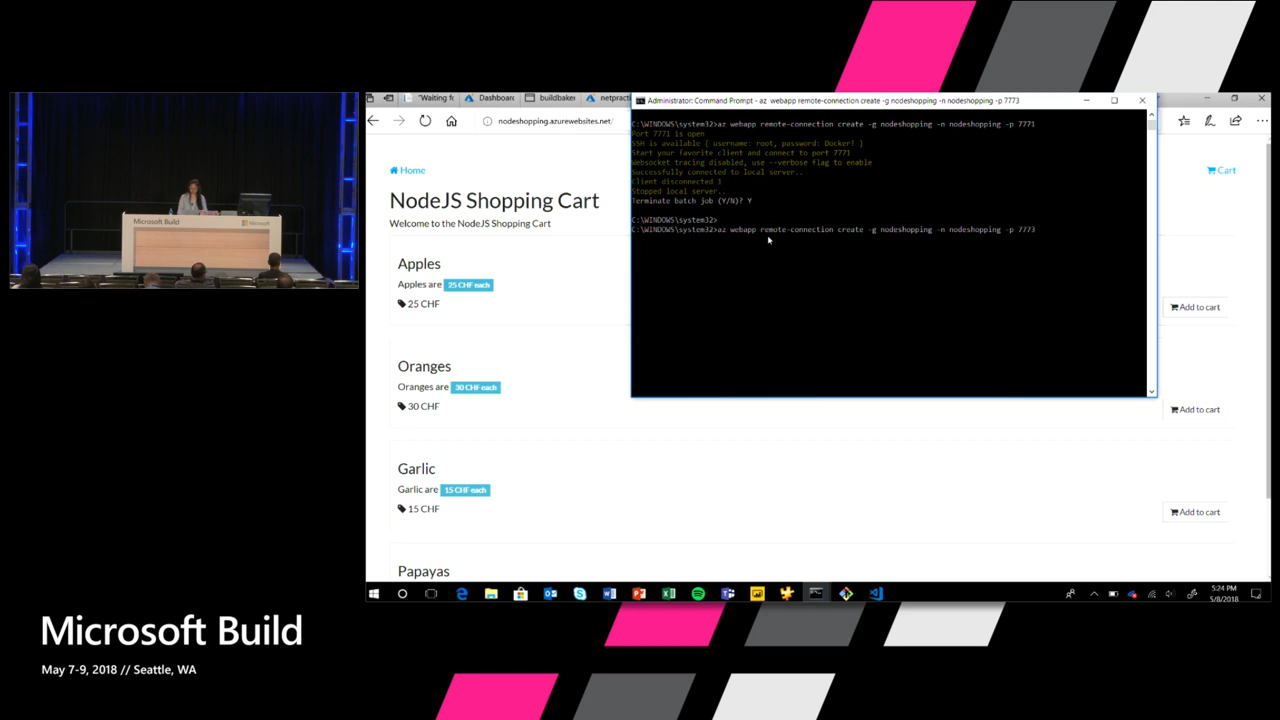 Microsoft Build
Microsoft
"Waiting fo
Dashboard
buildbaker
netpractic
nodeshopping.azurewebsites.net/
Home
Cart
NodeJS Shopping Cart
Welcome to the NodeJS Shopping Cart
Apples
Apples are 25 CHF each
25 CHF
Add to cart
Oranges
Oranges are 30 CHF each
30 CHF
Add to cart
Garlic
Garlic are 15 CHF each
15 CHF
Add to cart
Papayas
Administrator: Command Prompt - az webapp remote-connection create -g nodeshopping -n nodeshopping -p 7773
C:\WINDOWS\system32>az webapp remote-connection create -g nodeshopping -n nodeshopping -p 7771
Port 7771 is open
SSH is available { username: root, password: Docker! }
Start your favorite client and connect to port 7771
Websocket tracing disabled, use --verbose flag to enable
Successfully connected to local server..
Client disconnected 1
Stopped local server..
Terminate batch job (Y/N)? Y
C:\WINDOWS\system32>
C:\WINDOWS\system32>az webapp remote-connection create -g nodeshopping -n nodeshopping -p 7773
5:24 PM
5/8/2018
Microsoft Build
May 7-9, 2018 // Seattle, WA